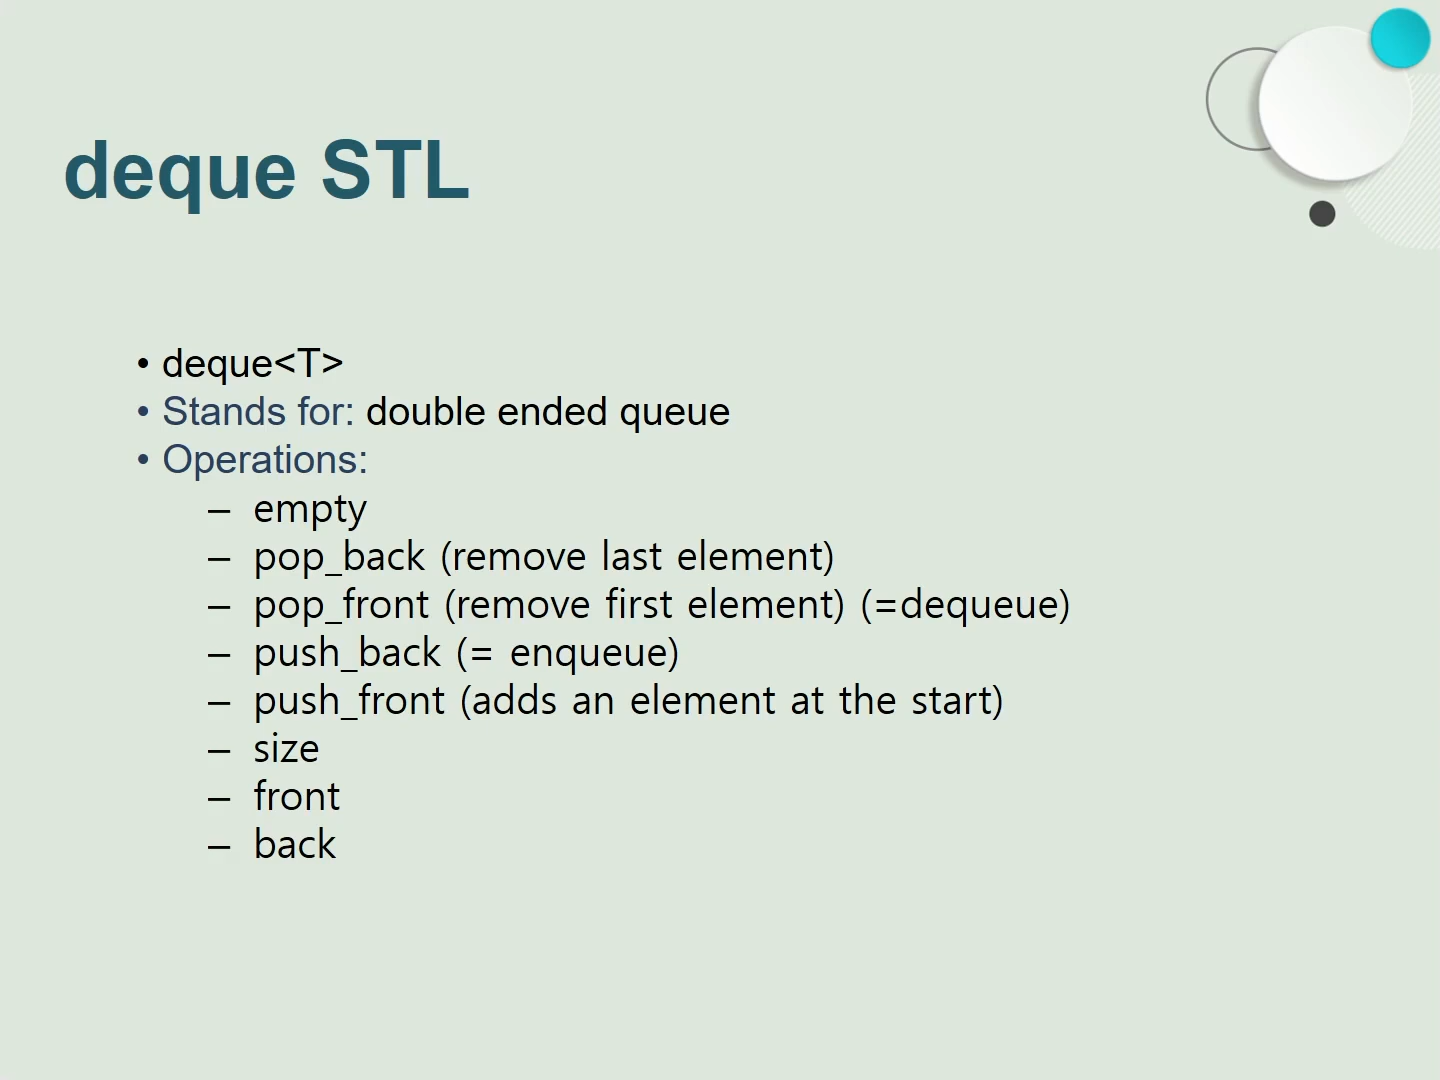 deque STL
• deque<T>
• Stands for: double ended queue
• Operations:
– empty
– pop_back (remove last element)
– pop_front (remove first element) (=dequeue)
– push_back (= enqueue)
– push_front (adds an element at the start)
– size
– front
– back